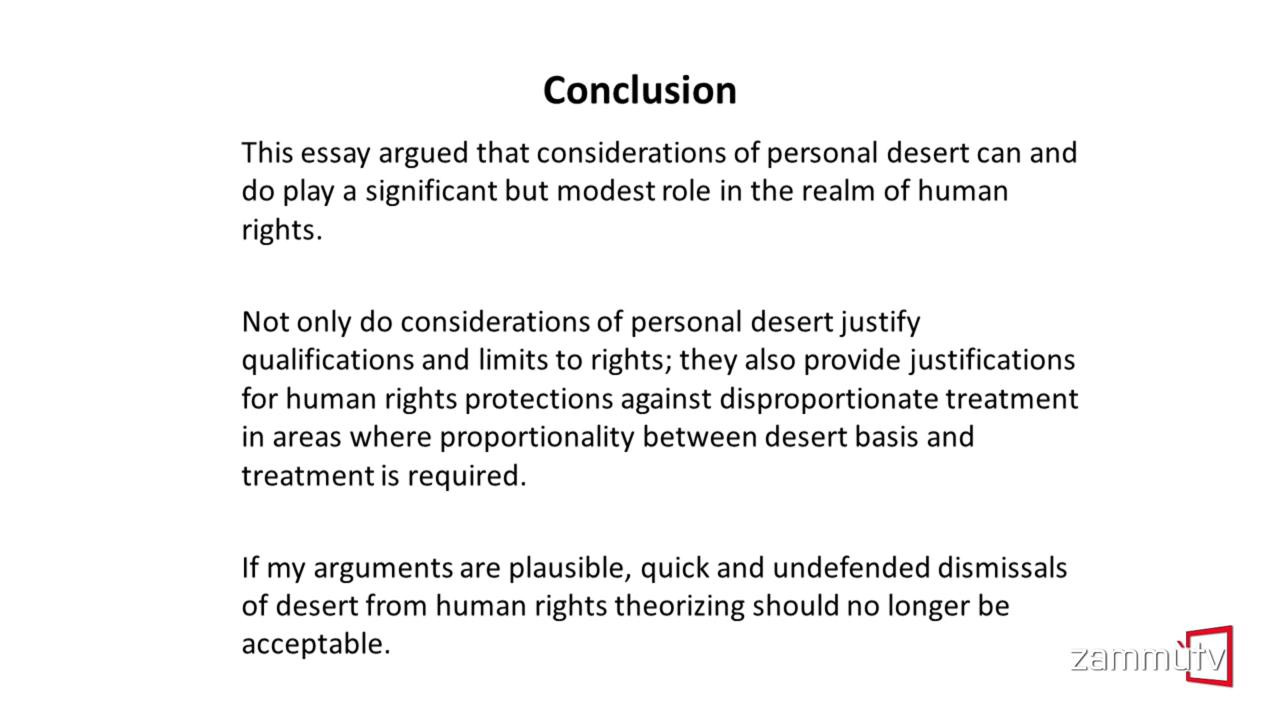 Conclusion
This essay argued that considerations of personal desert can and
do play a significant but modest role in the realm of human
rights.
Not only do considerations of personal desert justify
qualifications and limits to rights; they also provide justifications
for human rights protections against disproportionate treatment
in areas where proportionality between desert basis and
treatment is required.
If my arguments are plausible, quick and undefended dismissals
of desert from human rights theorizing should no longer be
acceptable.
zammùtv